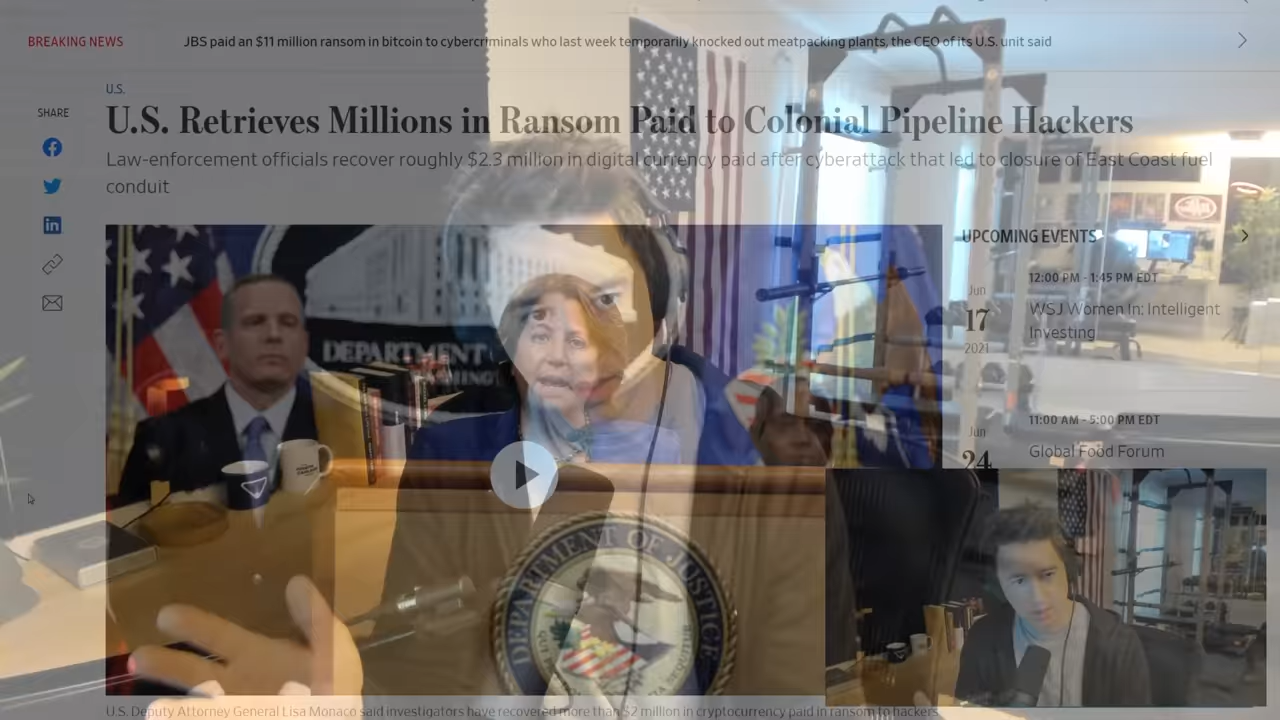 BREAKING NEWS
JBS paid an $11 million ransom in bitcoin to cybercriminals who last week temporarily knocked out meatpacking plants, the CEO of its U.S. unit said
U.S.
SHARE
U.S. Retrieves Millions in Ransom Paid to Colonial Pipeline Hackers
Law-enforcement officials recover roughly $2.3 million in digital currency paid after cyberattack that led to closure of East Coast fuel
conduit
UPCOMING EVENTS
12:00 PM - 1:45 PM EDT
Jun
17
2021
WSJ Women In: Intelligent
Investing
11:00 AM - 5:00 PM EDT
Jun
24
Global Food Forum
DEPARTMENT
DEPARTMENT OF JUSTICE
U.S. Deputy Attorney General Lisa Monaco said investigators have recovered more than $2 million in cryptocurrency paid in ransom to hackers.